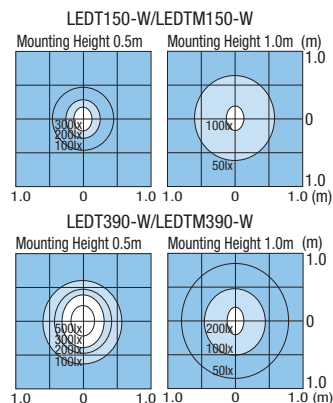 LEDT150-W/LEDTM150-W
Mounting Height 0.5m
Mounting Height 1.0m (m)
1.0
300lx
200lx
100lx
100lx
50lx
0
1.0
1.0 0 1.0
1.0 0 1.0 (m)
LEDT390-W/LEDTM390-W
Mounting Height 0.5m
Mounting Height 1.0m (m)
1.0
500lx
300lx
200lx
100lx
200lx
100lx
50lx
0
1.0
1.0 0 1.0
1.0 0 1.0 (m)